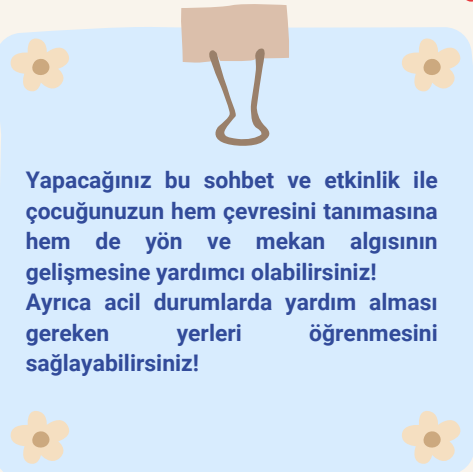 Yapacağınız bu sohbet ve etkinlik ile
çocuğunuzun hem çevresini tanımasına
hem de yön ve mekan algısının
gelişmesine yardımcı olabilirsiniz!
Ayrıca acil durumlarda yardım alması
gereken yerleri öğrenmesini
sağlayabilirsiniz!